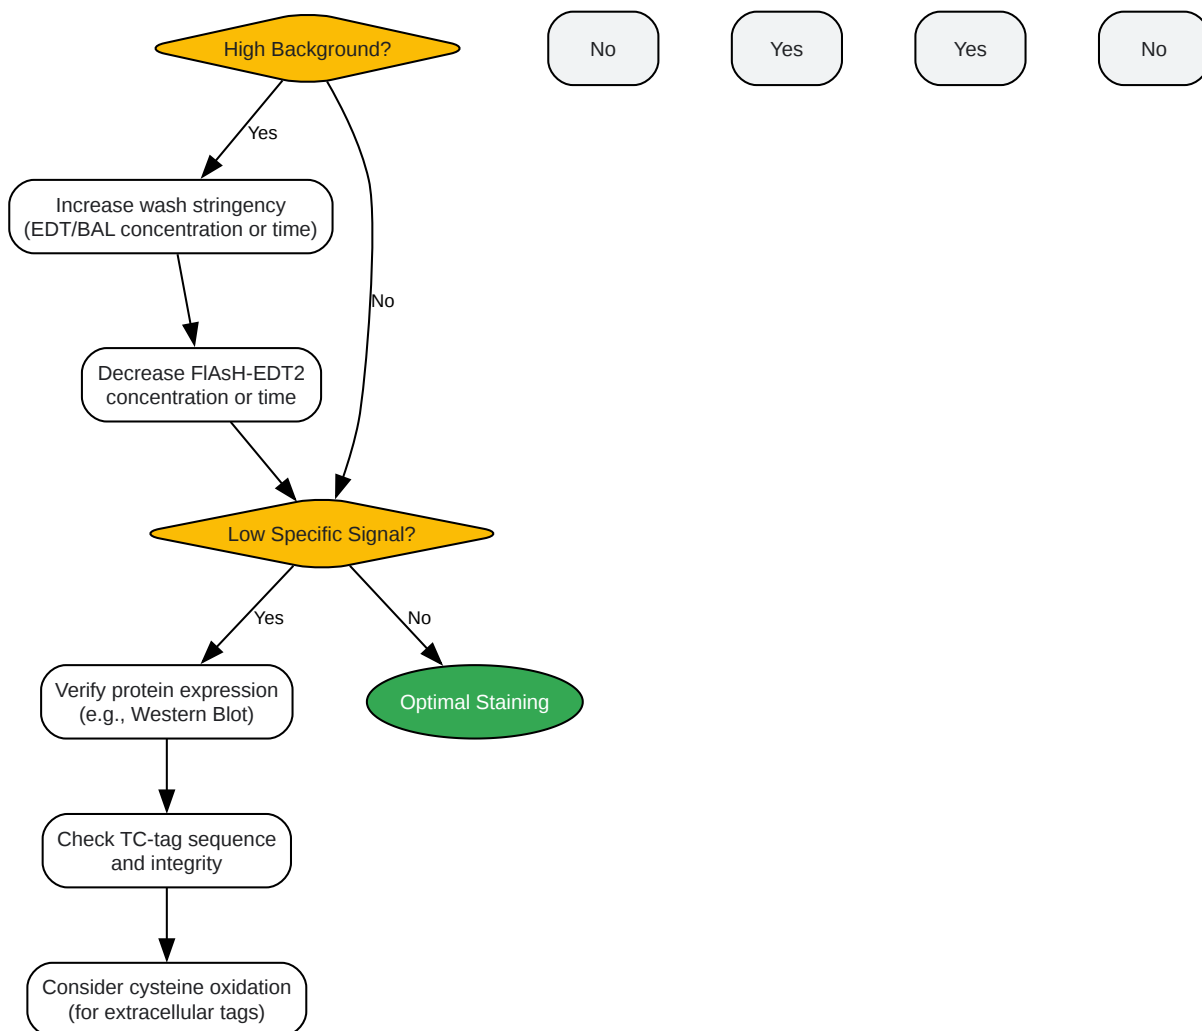 High Background?
No
Yes
Yes
No
Yes
Increase wash stringency
(EDT/BAL concentration or time)
No
Decrease FlAsH-EDT2
concentration or time
Low Specific Signal?
Yes
No
Verify protein expression
(e.g., Western Blot)
Optimal Staining
Check TC-tag sequence
and integrity
Consider cysteine oxidation
(for extracellular tags)